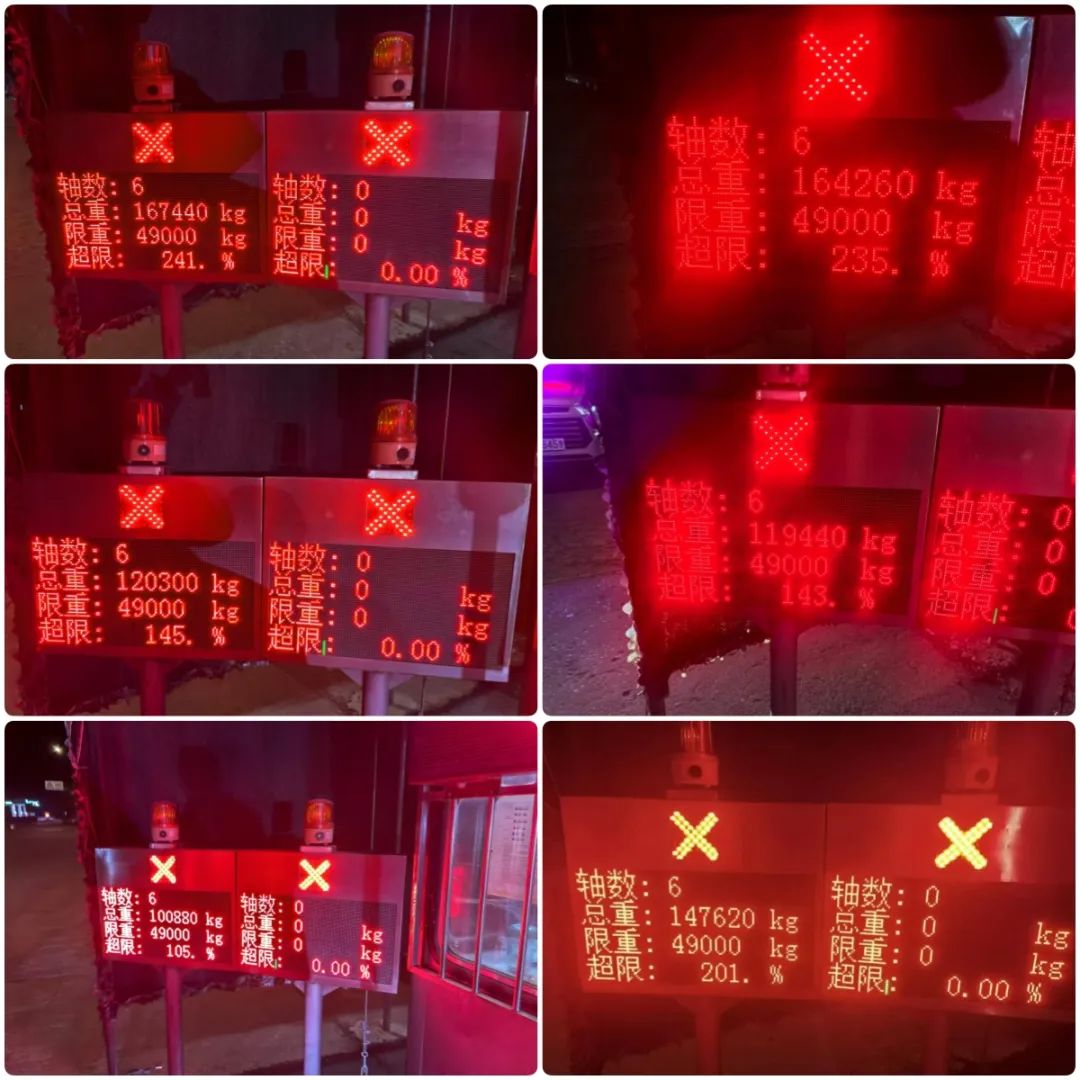 轴数: 6
总重: 167440 kg
限重: 49000 kg
超限: 241. %
轴数: 0
总重: 0 kg
限重: 0 kg
超限: 0.00 %
轴数: 6
总重: 164260 kg
限重: 49000 kg
超限: 235. %
轴
总
限
超限
轴数: 6
总重: 120300 kg
限重: 49000 kg
超限: 145. %
轴数: 0
总重: 0 kg
限重: 0 kg
超限: 0.00 %
轴数: 6
总重: 119440 kg
限重: 49000 kg
超限: 143. %
轴数: 0
总重: 0
限重: 0
超限:
轴数: 6
总重: 100880 kg
限重: 49000 kg
超限: 105. %
轴数: 0
总重: 0 kg
限重: 0 kg
超限: 0.00 %
轴数: 6
总重: 147620 kg
限重: 49000 kg
超限: 201. %
轴数: 0
总重: 0 kg
限重: 0 kg
超限: 0.00 %